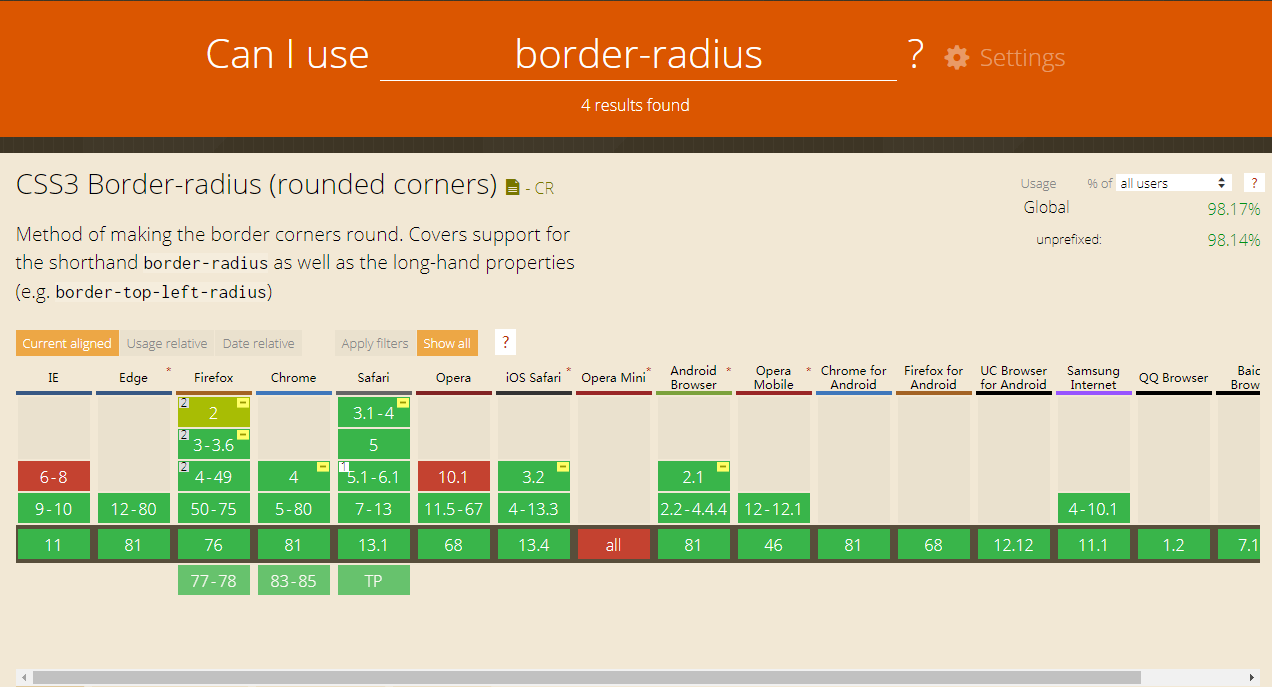 Can I use border-radius ? Settings
4 results found
CSS3 Border-radius (rounded corners) - CR
Usage % of all users ?
Global 98.17%
unprefixed: 98.14%
Method of making the border corners round. Covers support for
the shorthand border-radius as well as the long-hand properties
(e.g. border-top-left-radius)
Current aligned Usage relative Date relative Apply filters Show all ?
IE Edge * Firefox Chrome Safari Opera iOS Safari * Opera Mini * Android Browser * Opera Mobile * Chrome for Android Firefox for Android UC Browser for Android Samsung Internet QQ Browser
2 2 3.1-4
2 3-3.6 5
6-8 2 4-49 4 1 5.1-6.1 10.1 3.2 2.1
9-10 12-80 50-75 5-80 7-13 11.5-67 4-13.3 2.2-4.4.4 12-12.1 4-10.1
11 81 76 81 13.1 68 13.4 all 81 46 81 68 12.12 11.1 1.2 7.1
77-78 83-85 TP